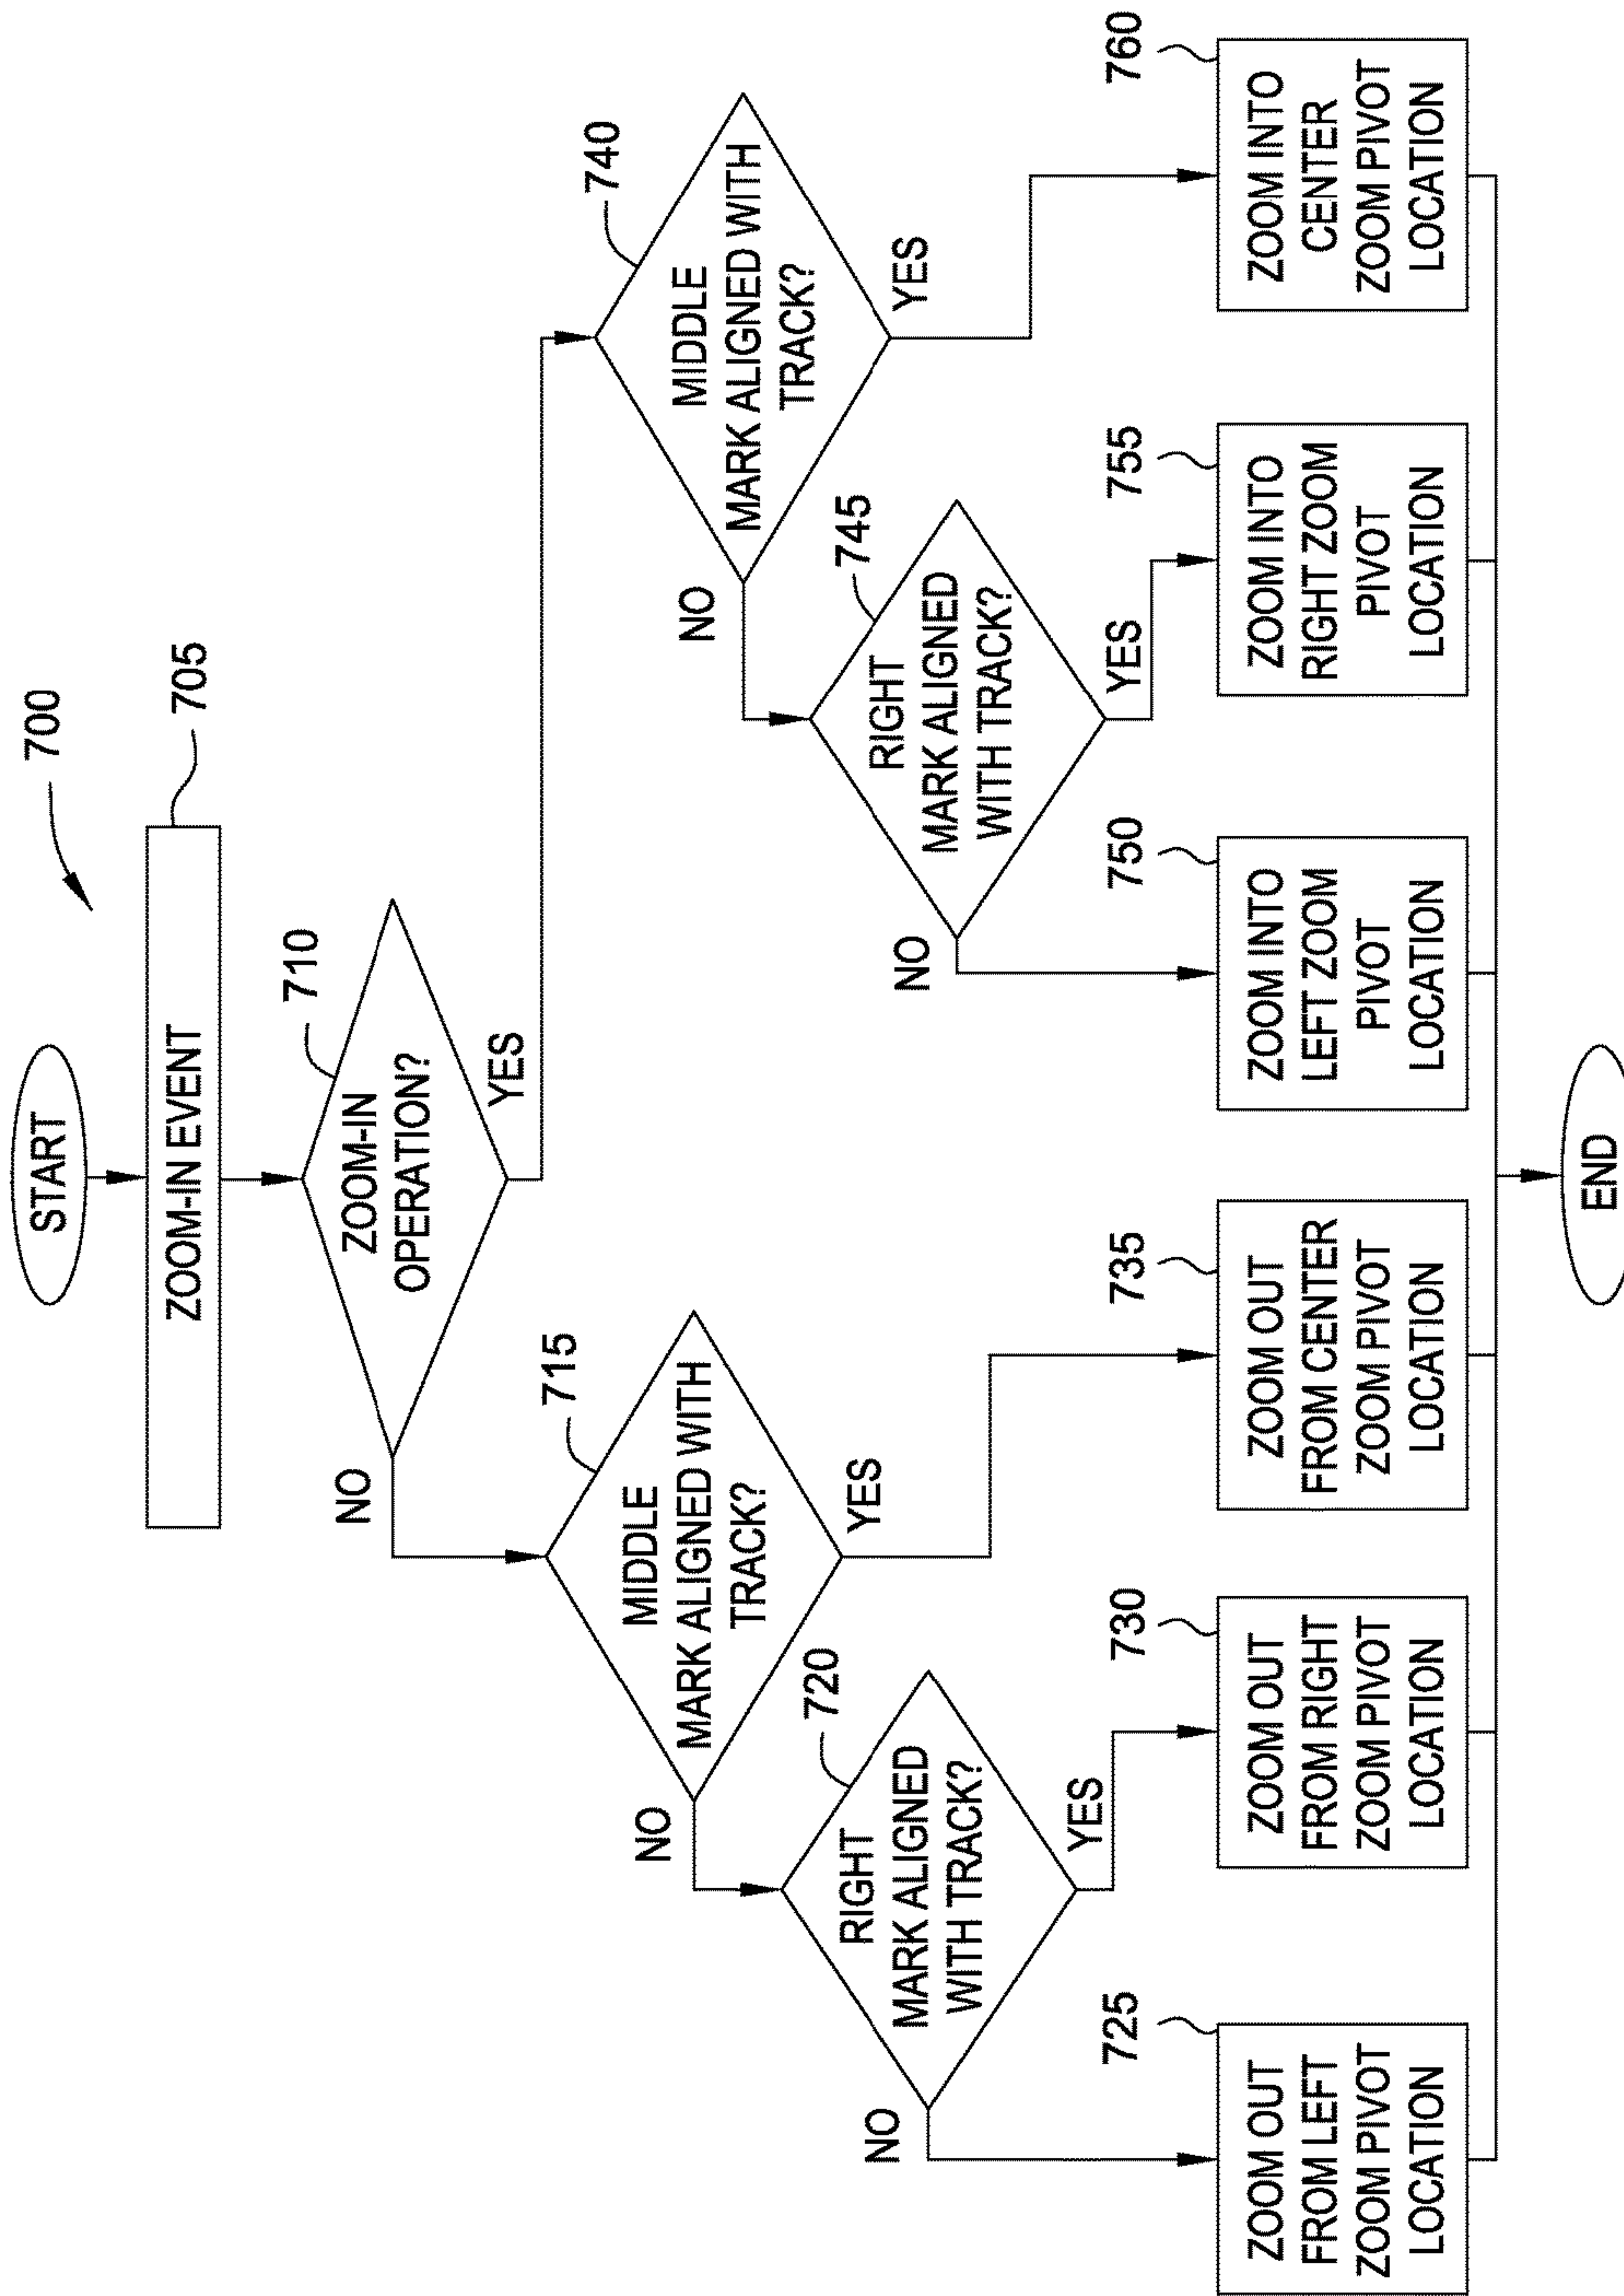 700
START
ZOOM-IN EVENT
705
ZOOM-IN
OPERATION?
710
NO
YES
MIDDLE
MARK ALIGNED WITH
TRACK?
715
MIDDLE
MARK ALIGNED WITH
TRACK?
740
NO
YES
NO
YES
RIGHT
MARK ALIGNED
WITH TRACK?
720
RIGHT
MARK ALIGNED
WITH TRACK?
745
NO
YES
NO
YES
725
ZOOM OUT
FROM LEFT
ZOOM PIVOT
LOCATION
730
ZOOM OUT
FROM RIGHT
ZOOM PIVOT
LOCATION
735
ZOOM OUT
FROM CENTER
ZOOM PIVOT
LOCATION
750
ZOOM INTO
LEFT ZOOM
PIVOT
LOCATION
755
ZOOM INTO
RIGHT ZOOM
PIVOT
LOCATION
760
ZOOM INTO
CENTER
ZOOM PIVOT
LOCATION
END